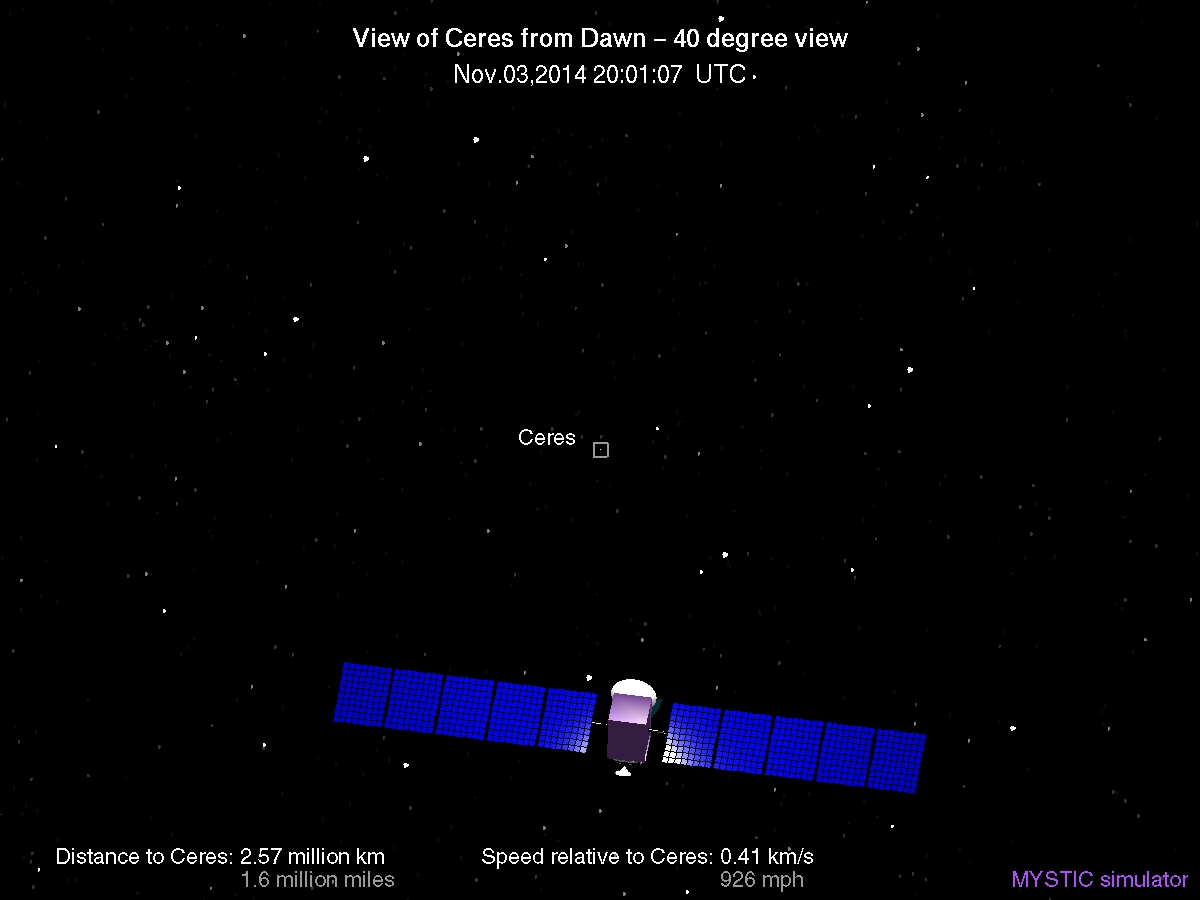 View of Ceres from Dawn – 40 degree view
Nov.03,2014 20:01:07 UTC
Ceres
Distance to Ceres: 2.57 million km
1.6 million miles
Speed relative to Ceres: 0.41 km/s
926 mph
MYSTIC simulator